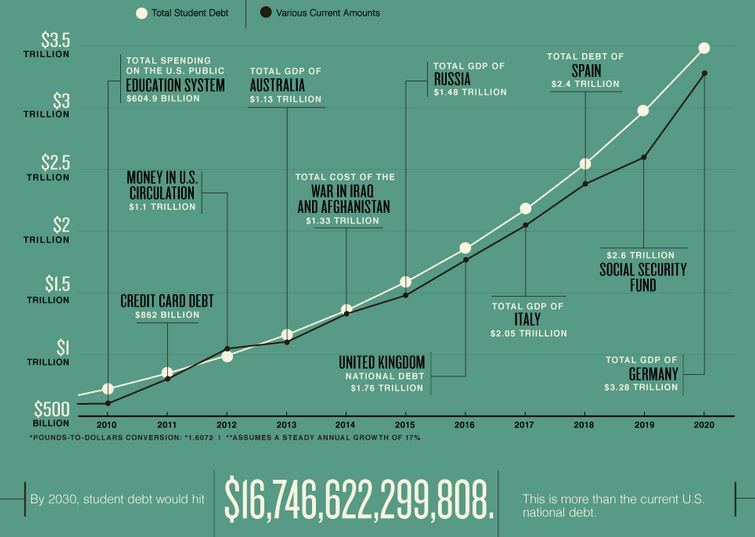 Total Student Debt
Various Current Amounts
$3.5
TRILLION
$3
TRILLION
$2.5
TRLLION
$2
TRILLION
$1.5
TRILLION
$1
TRILLION
$500
BILLION
TOTAL SPENDING
ON THE U.S. PUBLIC
EDUCATION SYSTEM
$604.9 BILLION
TOTAL GDP OF
AUSTRALIA
$1.13 TRILLION
TOTAL GDP OF
RUSSIA
$1.48 TRILLION
TOTAL DEBT OF
SPAIN
$2.4 TRILLION
MONEY IN U.S.
CIRCULATION
$1.1 TRILLION
TOTAL COST OF THE
WAR IN IRAQ
AND AFGHANISTAN
$1.33 TRILLION
CREDIT CARD DEBT
$862 BILLION
$2.6 TRILLION
SOCIAL SECURITY
FUND
TOTAL GDP OF
ITALY
$2.05 TRIILLION
UNITED KINGDOM
NATIONAL DEBT
$1.76 TRILLION
TOTAL GDP OF
GERMANY
$3.28 TRILLION
2010 2011 2012 2013 2014 2015 2016 2017 2018 2019 2020
*POUNDS-TO-DOLLARS CONVERSION: *1.6072 | **ASSUMES A STEADY ANNUAL GROWTH OF 17%
By 2030, student debt would hit
$16,746,622,299,808.
This is more than the current U.S.
national debt.